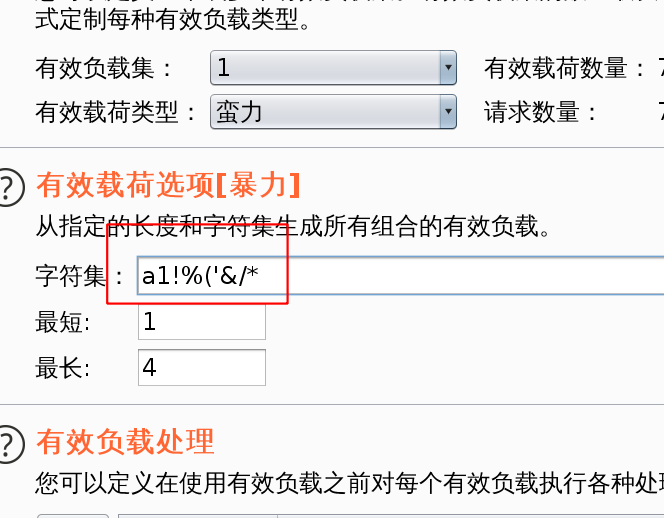 式定制每种有效负载类型。
有效负载集： 1 有效载荷数量： 7
有效载荷类型： 蛮力 请求数量： 7
? 有效载荷选项[暴力]
从指定的长度和字符集生成所有组合的有效负载。
字符集： a1!%('&/*
最短: 1
最长: 4
? 有效负载处理
您可以定义在使用有效负载之前对每个有效负载执行各种处理